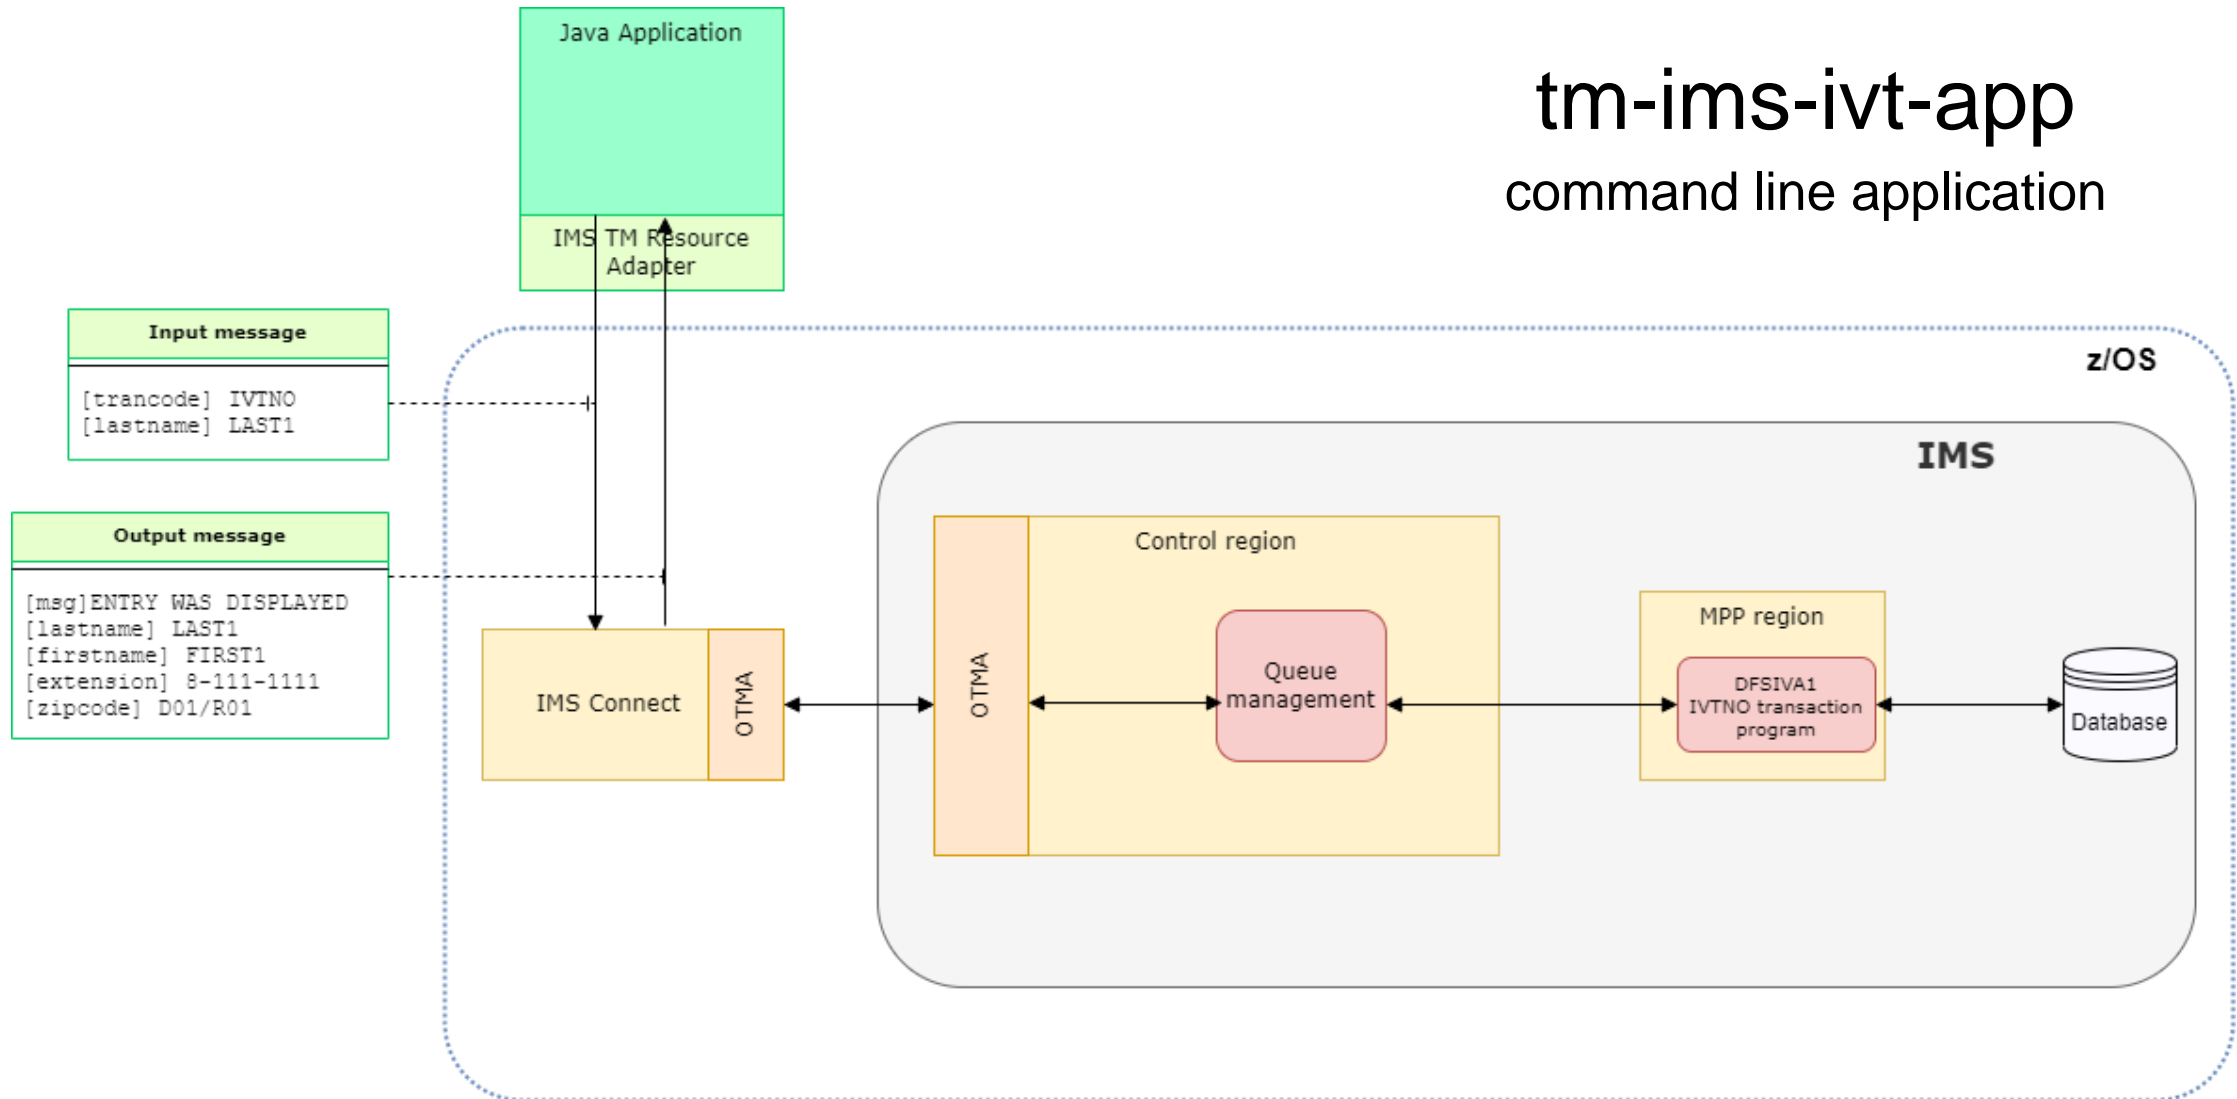 Java Application
tm-ims-ivt-app
command line application
IMS TM Resource
Adapter
Input message
[trancode] IVTNO
[lastname] LAST1
z/OS
IMS
Output message
[msg]ENTRY WAS DISPLAYED
[lastname] LAST1
[firstname] FIRST1
[extension] 8-111-1111
[zipcode] D01/R01
IMS Connect
OTMA
OTMA
Control region
Queue
management
MPP region
DFSIVA1
IVTNO transaction
program
Database